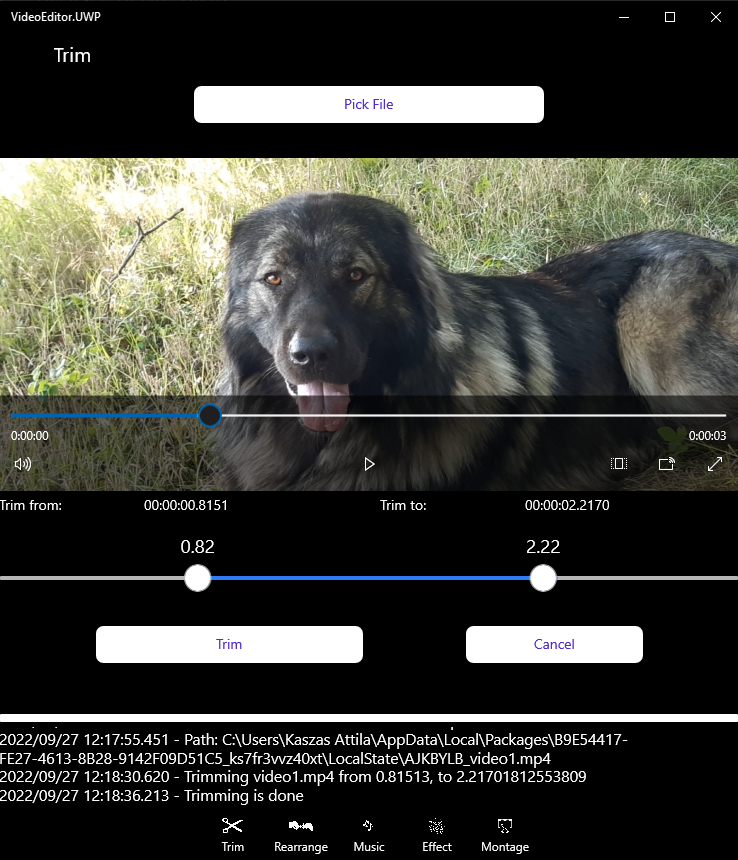 VideoEditor.UWP
Trim
Pick File
0:00:00
0:00:03
Trim from: 00:00:00.8151 Trim to: 00:00:02.2170
0.82 2.22
Trim Cancel
2022/09/27 12:17:55.451 - Path: C:\Users\Kaszas Attila\AppData\Local\Packages\B9E54417-
FE27-4613-8B28-9142F09D51C5_ks7fr3vvz40xt\LocalState\AJKBYLB_video1.mp4
2022/09/27 12:18:30.620 - Trimming video1.mp4 from 0.81513, to 2.21701812553809
2022/09/27 12:18:36.213 - Trimming is done
Trim Rearrange Music Effect Montage